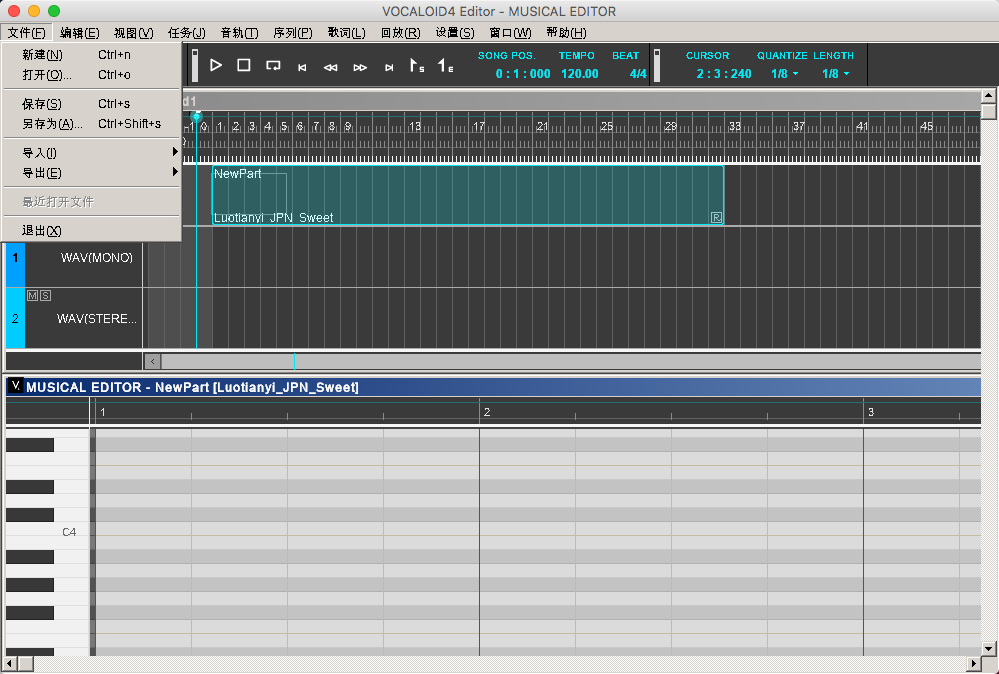 VOCALOID4 Editor - MUSICAL EDITOR
文件(F) 编辑(E) 视图(V) 任务(J) 音轨(T) 序列(P) 歌词(L) 回放(R) 设置(S) 窗口(W) 帮助(H)
新建(N) Ctrl+n
打开(O)... Ctrl+o
保存(S) Ctrl+s
另存为(A)... Ctrl+Shift+s
导入(I)
导出(E)
最近打开文件
退出(X)
SONG POS. TEMPO BEAT CURSOR QUANTIZE LENGTH
0 : 1 : 000 120.00 4/4 2 : 3 : 240 1/8 1/8
d1
-1 0 1 2 3 4 5 6 7 8 9 13 17 21 25 29 33 37 41 45
NewPart
Luotianyi_JPN_Sweet R
1 WAV(MONO)
M S
2 WAV(STERE...
V. MUSICAL EDITOR - NewPart [Luotianyi_JPN_Sweet]
1 2 3
C4